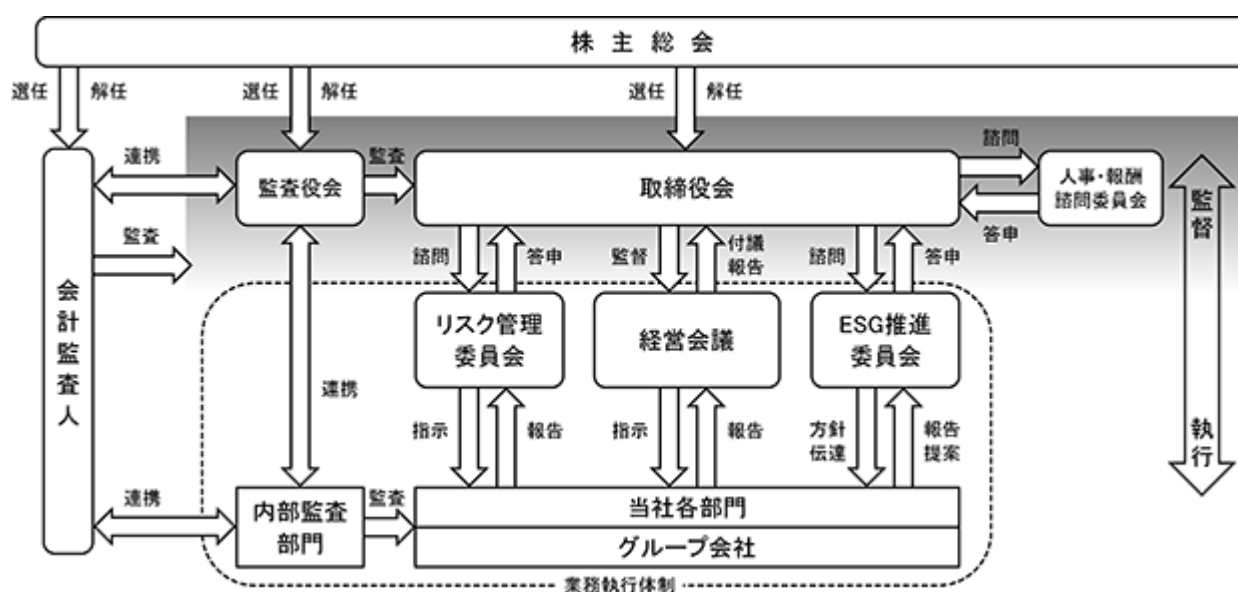 株主総会
選任
解任
選任
解任
選任
解任
連携
監査役会
監査
取締役会
諮問
人事・報酬
諮問委員会
答申
監督
監査
諮問
答申
監督
付議
報告
諮問
答申
会計監査人
リスク管理
委員会
経営会議
ESG推進
委員会
連携
指示
報告
指示
報告
方針
伝達
報告
提案
執行
連携
内部監査
部門
監査
当社各部門
グループ会社
業務執行体制